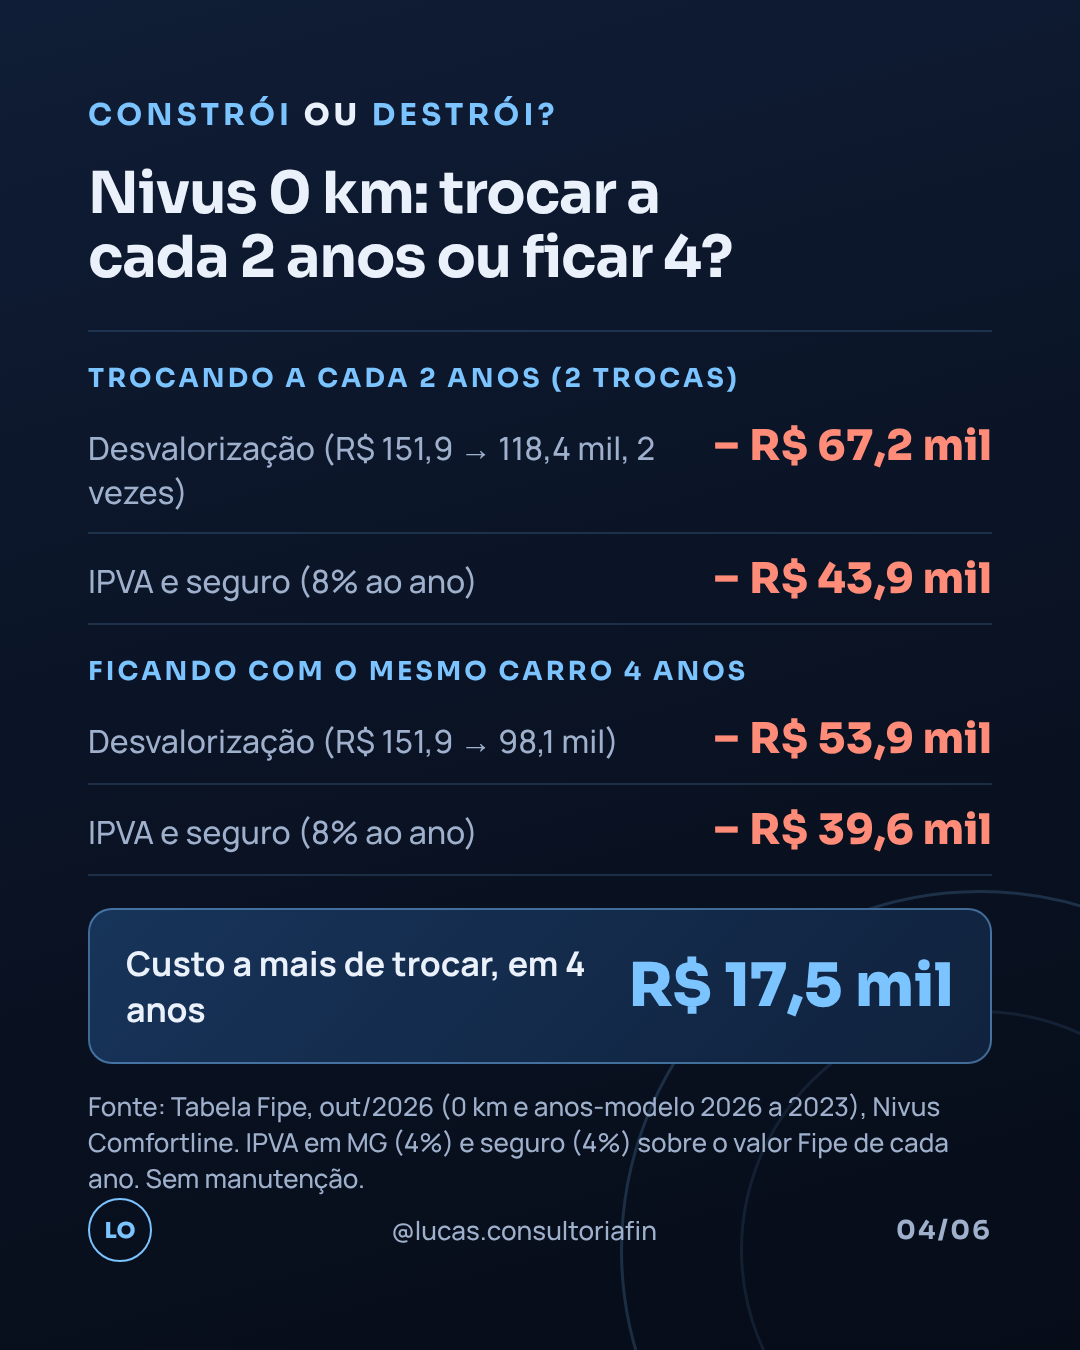 CONSTRÓI OU DESTRÓI?
Nivus 0 km: trocar a
cada 2 anos ou ficar 4?
TROCANDO A CADA 2 ANOS (2 TROCAS)
Desvalorização (R$ 151,9 → 118,4 mil, 2
vezes)
– R$ 67,2 mil
IPVA e seguro (8% ao ano)
– R$ 43,9 mil
FICANDO COM O MESMO CARRO 4 ANOS
Desvalorização (R$ 151,9 → 98,1 mil)
– R$ 53,9 mil
IPVA e seguro (8% ao ano)
– R$ 39,6 mil
Custo a mais de trocar, em 4
anos
R$ 17,5 mil
Fonte: Tabela Fipe, out/2026 (0 km e anos-modelo 2026 a 2023), Nivus
Comfortline. IPVA em MG (4%) e seguro (4%) sobre o valor Fipe de cada
ano. Sem manutenção.
LO
@lucas.consultoriafin
04/06